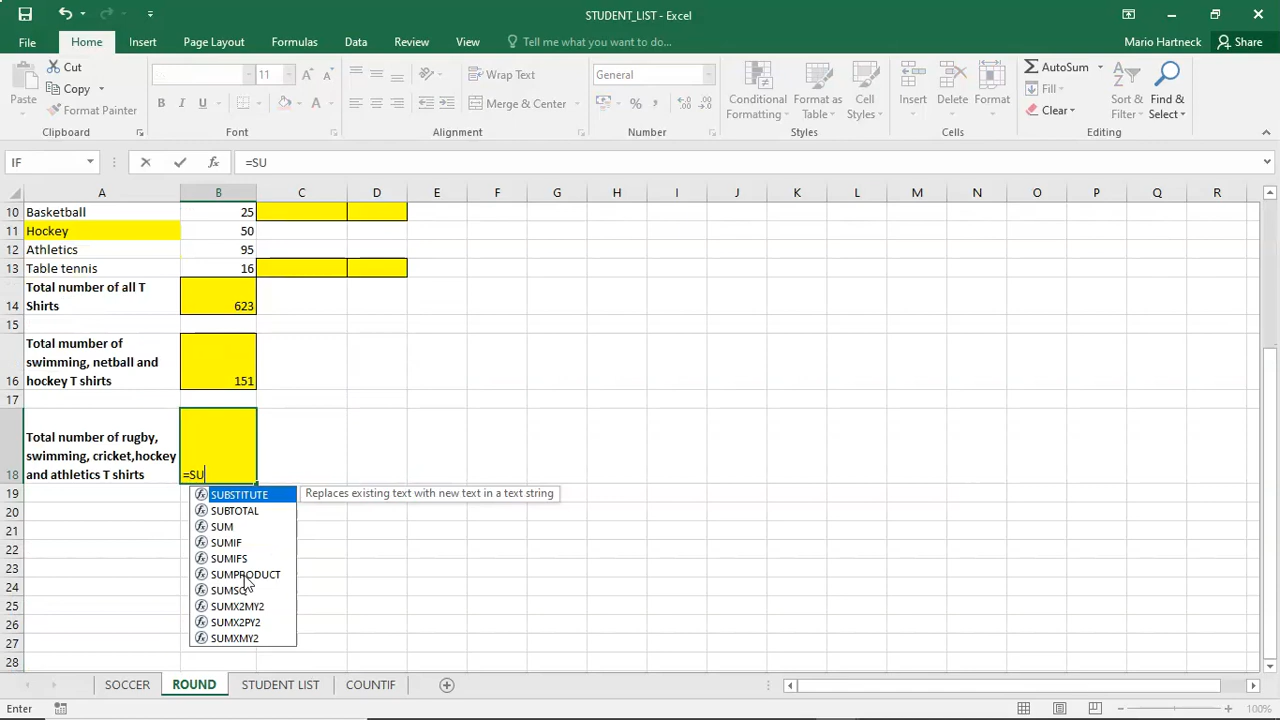 STUDENT_LIST - Excel
File Home Insert Page Layout Formulas Data Review View Tell me what you want to do... Mario Hartneck Share
Paste
Cut
Copy
Format Painter
Clipboard
11 A A
B I U A
Font
Wrap Text
Merge & Center
Alignment
General
%
Number
Conditional
Formatting
Format as
Table
Cell
Styles
Styles
Insert
Delete
Format
Cells
AutoSum
Fill
Clear
Sort &
Filter
Find &
Select
Editing
IF fx =SU
A B C D E F G H I J K L M N O P Q R
10 Basketball 25
11 Hockey 50
12 Athletics 95
13 Table tennis 16
Total number of all T
14 Shirts 623
15
Total mumber of
swimming, netball and
16 hockey T shirts 151
17
Total number of rugby,
swimming, cricket,hockey
18 and athletics T shirts =SU
19
20
21
22
23
24
25
26
27
28
SUBSTITUTE Replaces existing text with new text in a text string
SUBTOTAL
SUM
SUMIF
SUMIFS
SUMPRODUCT
SUMSQ
SUMX2MY2
SUMX2PY2
SUMXMY2
SOCCER ROUND STUDENT LIST COUNTIF
Enter 100%